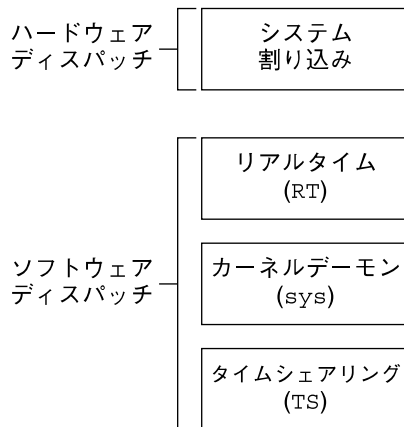 ハードウェア
ディスパッチ
システム
割り込み
ソフトウェア
ディスパッチ
リアルタイム
(RT)
カーネルデーモン
(sys)
タイムシェアリング
(TS)